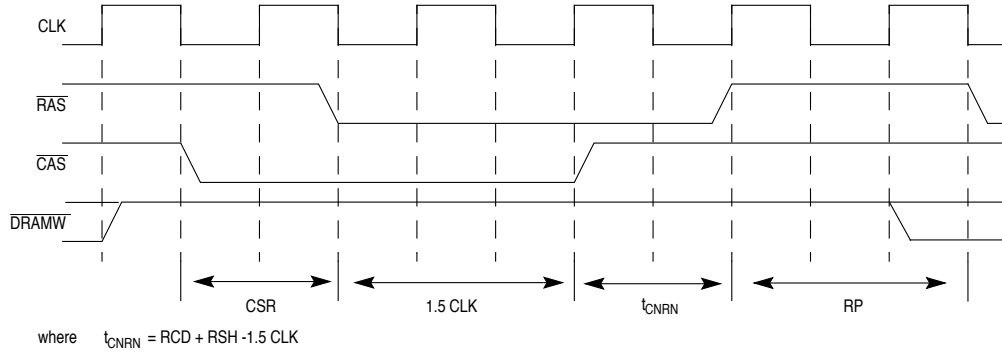 CLK
RAS
CAS
DRAMW
CSR 1.5 CLK tCNRN RP
where tCNRN = RCD + RSH -1.5 CLK